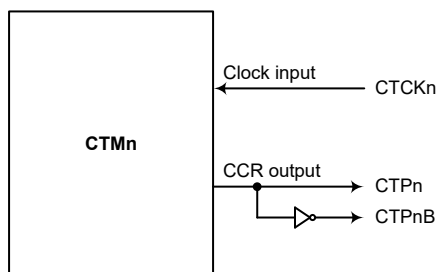 Clock input
CTCKn
CTMn
CCR output
CTPn
CTPnB